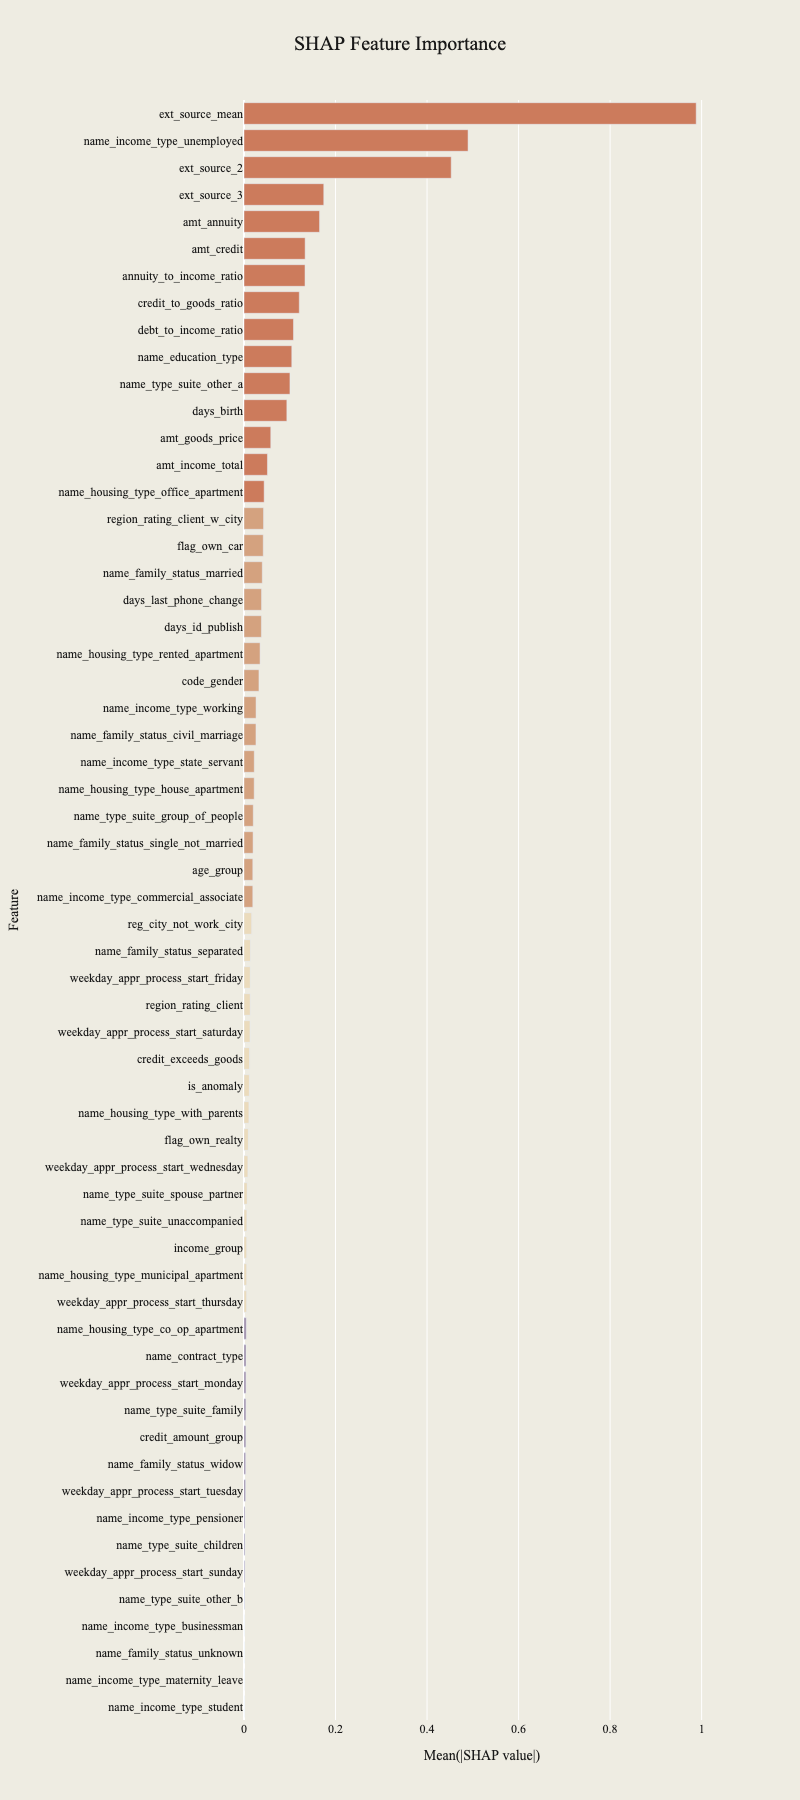 SHAP Feature Importance
ext_source_mean
name_income_type_unemployed
ext_source_2
ext_source_3
amt_annuity
amt_credit
annuity_to_income_ratio
credit_to_goods_ratio
debt_to_income_ratio
name_education_type
name_type_suite_other_a
days_birth
amt_goods_price
amt_income_total
name_housing_type_office_apartment
region_rating_client_w_city
flag_own_car
name_family_status_married
days_last_phone_change
days_id_publish
name_housing_type_rented_apartment
code_gender
name_income_type_working
name_family_status_civil_marriage
name_income_type_state_servant
name_housing_type_house_apartment
name_type_suite_group_of_people
name_family_status_single_not_married
age_group
name_income_type_commercial_associate
Feature
reg_city_not_work_city
name_family_status_separated
weekday_appr_process_start_friday
region_rating_client
weekday_appr_process_start_saturday
credit_exceeds_goods
is_anomaly
name_housing_type_with_parents
flag_own_realty
weekday_appr_process_start_wednesday
name_type_suite_spouse_partner
name_type_suite_unaccompanied
income_group
name_housing_type_municipal_apartment
weekday_appr_process_start_thursday
name_housing_type_co_op_apartment
name_contract_type
weekday_appr_process_start_monday
name_type_suite_family
credit_amount_group
name_family_status_widow
weekday_appr_process_start_tuesday
name_income_type_pensioner
name_type_suite_children
weekday_appr_process_start_sunday
name_type_suite_other_b
name_income_type_businessman
name_family_status_unknown
name_income_type_maternity_leave
name_income_type_student
0 0.2 0.4 0.6 0.8 1
Mean(|SHAP value|)